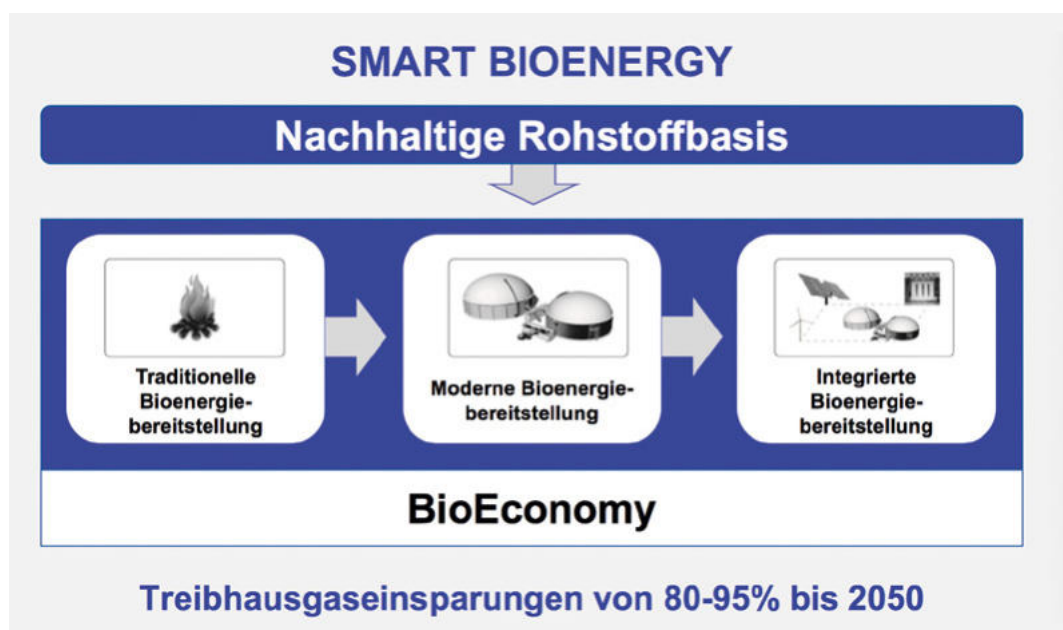 SMART BIOENERGY
Nachhaltige Rohstoffbasis
Traditionelle
Bioenergie-
bereitstellung
Moderne Bioenergie-
bereitstellung
Integrierte
Bioenergie-
bereitstellung
BioEconomy
Treibhausgaseinsparungen von 80-95% bis 2050